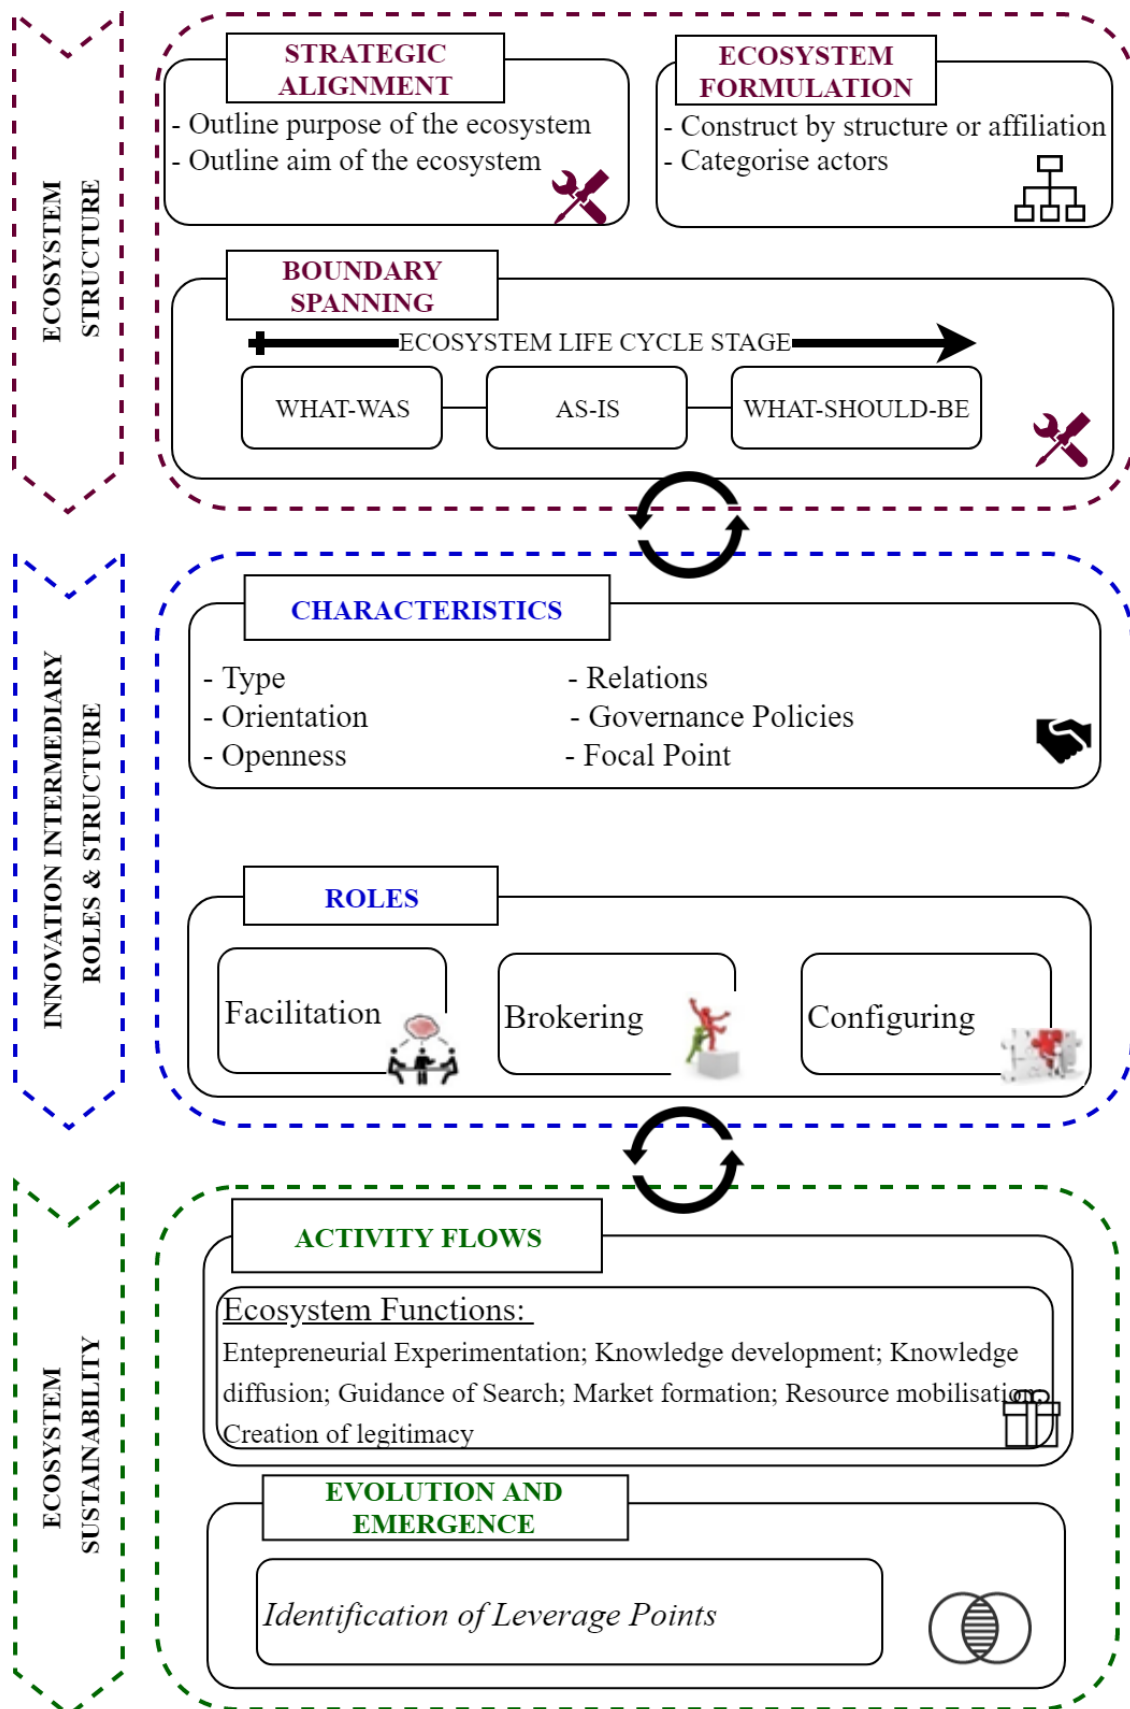 ECOSYSTEM
STRUCTURE
STRATEGIC
ALIGNMENT
- Outline purpose of the ecosystem
- Outline aim of the ecosystem
ECOSYSTEM
FORMULATION
- Construct by structure or affiliation
- Categorise actors
BOUNDARY
SPANNING
ECOSYSTEM LIFE CYCLE STAGE
WHAT-WAS
AS-IS
WHAT-SHOULD-BE
INNOVATION INTERMEDIARY
ROLES & STRUCTURE
CHARACTERISTICS
- Type
- Orientation
- Openness
- Relations
- Governance Policies
- Focal Point
ROLES
Facilitation
Brokering
Configuring
ECOSYSTEM
SUSTAINABILITY
ACTIVITY FLOWS
Ecosystem Functions:
Entepreneurial Experimentation; Knowledge development; Knowledge
diffusion; Guidance of Search; Market formation; Resource mobilisation;
Creation of legitimacy
EVOLUTION AND
EMERGENCE
Identification of Leverage Points